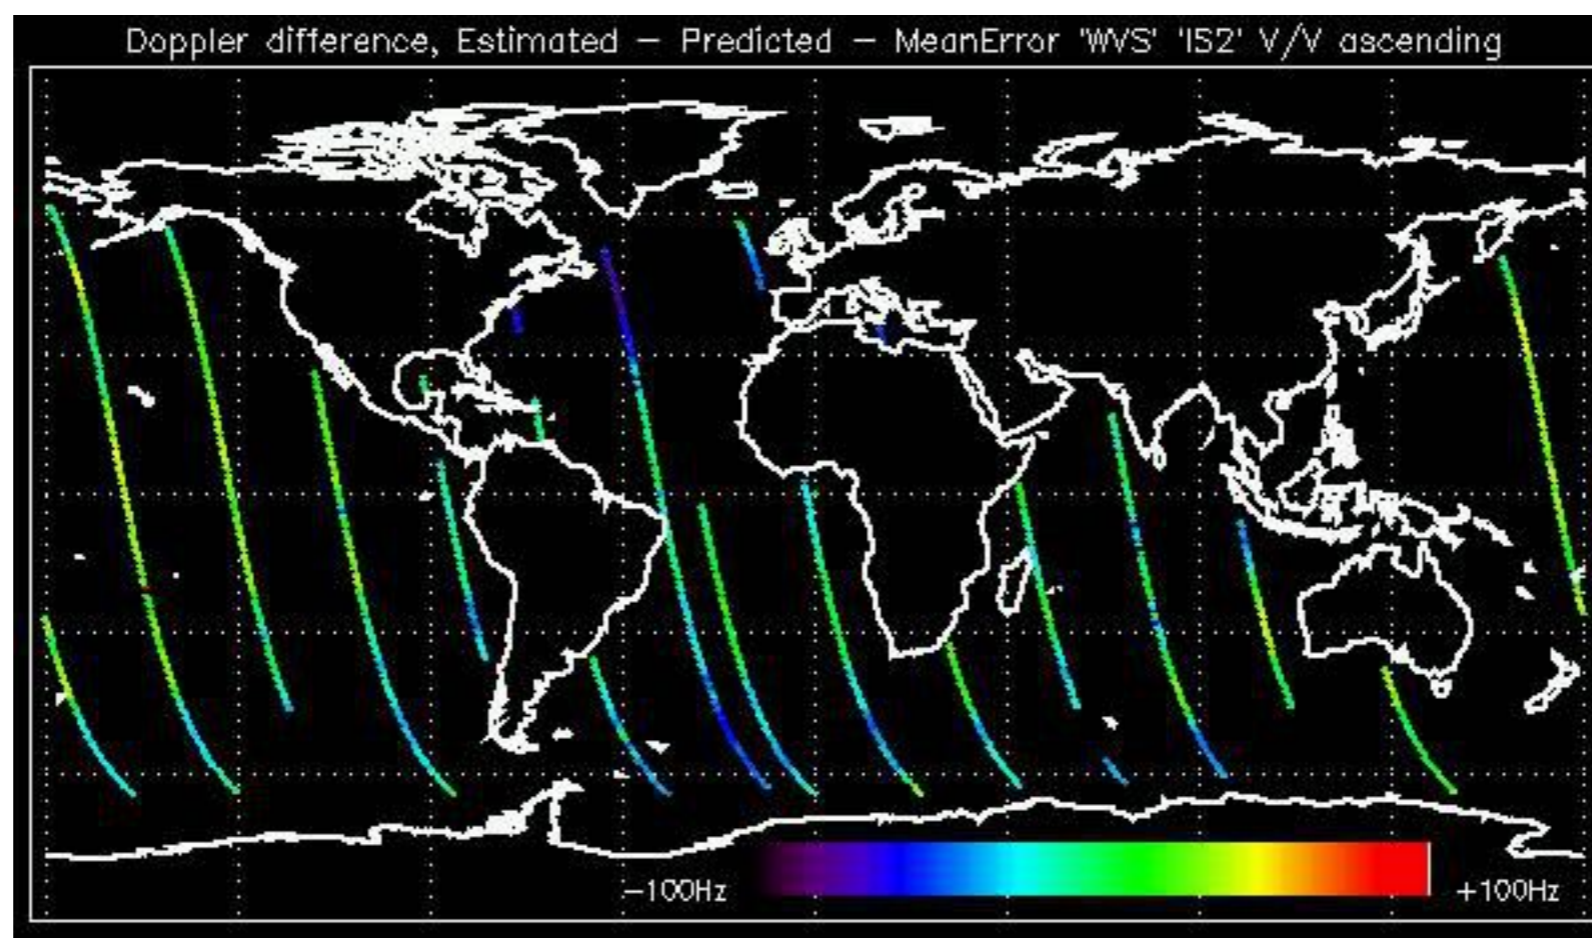 Doppler difference, Estimated – Predicted – MeanError 'WVS' 'IS2' V/V ascending
-100Hz +100Hz